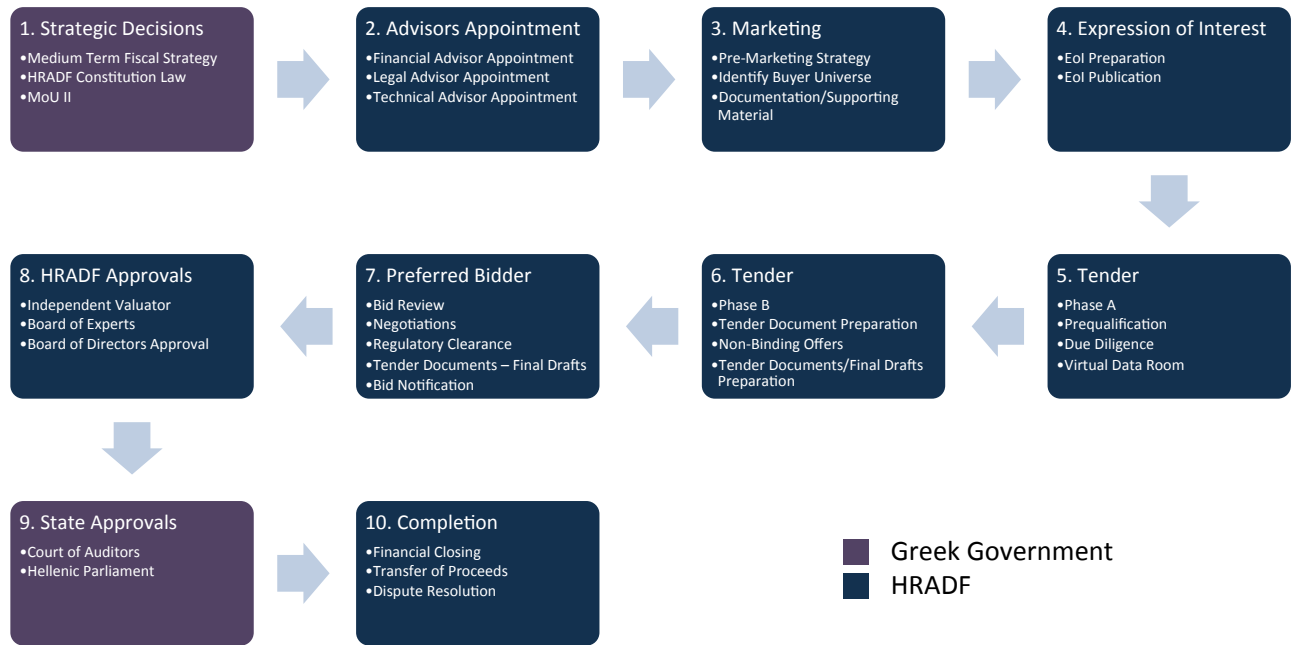 1. Strategic Decisions
•Medium Term Fiscal Strategy
•HRADF Constitution Law
•MoU II
2. Advisors Appointment
•Financial Advisor Appointment
•Legal Advisor Appointment
•Technical Advisor Appointment
3. Marketing
•Pre-Marketing Strategy
•Identify Buyer Universe
•Documentation/Supporting
Material
4. Expression of Interest
•EoI Preparation
•EoI Publication
5. Tender
•Phase A
•Prequalification
•Due Diligence
•Virtual Data Room
6. Tender
•Phase B
•Tender Document Preparation
•Non-Binding Offers
•Tender Documents/Final Drafts
Preparation
7. Preferred Bidder
•Bid Review
•Negotiations
•Regulatory Clearance
•Tender Documents – Final Drafts
•Bid Notification
8. HRADF Approvals
•Independent Valuator
•Board of Experts
•Board of Directors Approval
9. State Approvals
•Court of Auditors
•Hellenic Parliament
10. Completion
•Financial Closing
•Transfer of Proceeds
•Dispute Resolution
Greek Government
HRADF